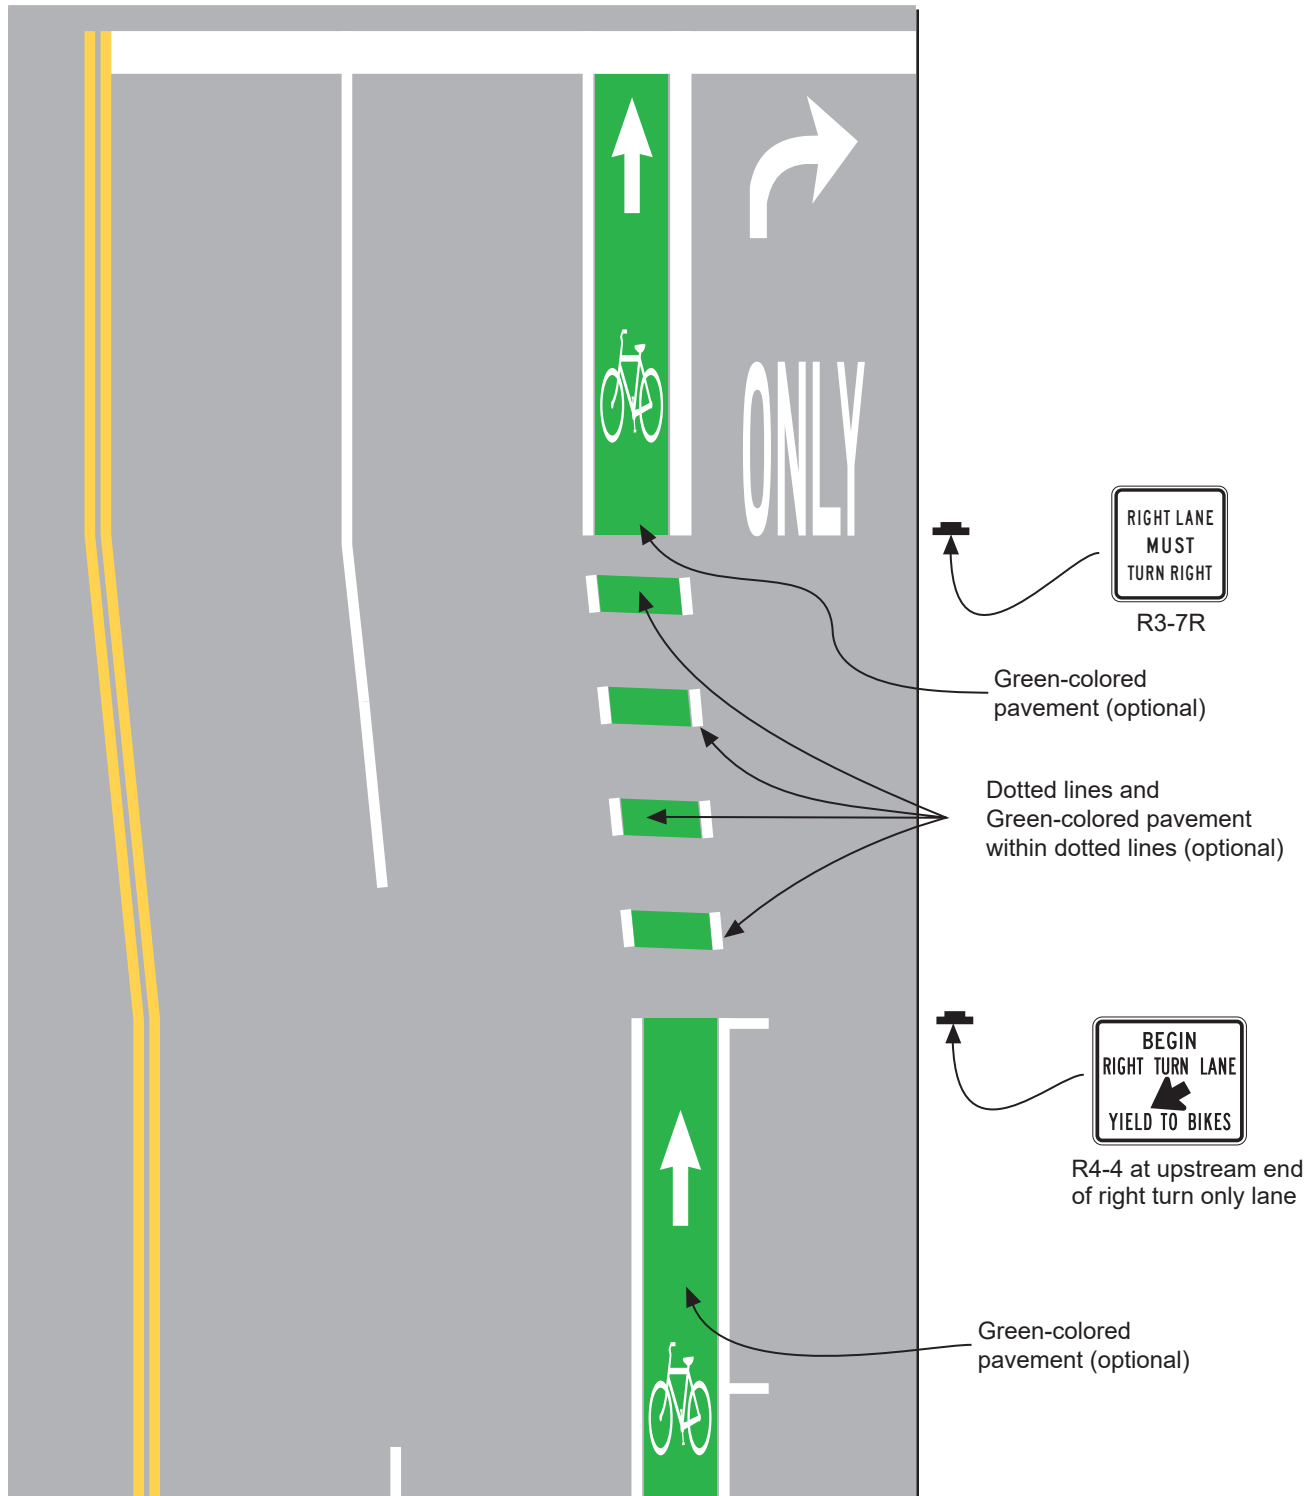 ONLY
RIGHT LANE
MUST
TURN RIGHT
R3-7R
Green-colored
pavement (optional)
Dotted lines and
Green-colored pavement
within dotted lines (optional)
BEGIN
RIGHT TURN LANE
YIELD TO BIKES
R4-4 at upstream end
of right turn only lane
Green-colored
pavement (optional)